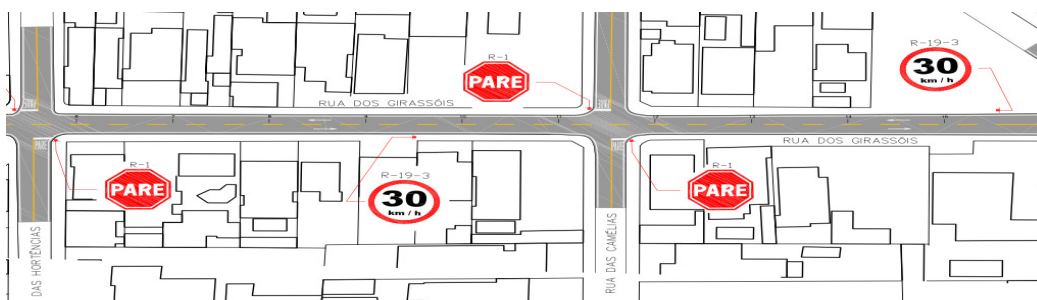 R-19-3
30
km/h
R-1
PARE
RUA DOS GIRASSÓIS
RUA DOS GIRASSÓIS
R-1
PARE
R-19-3
30
km/h
R-1
PARE
DAS HORTÊNCIAS
RUA DAS CAMÉLIAS